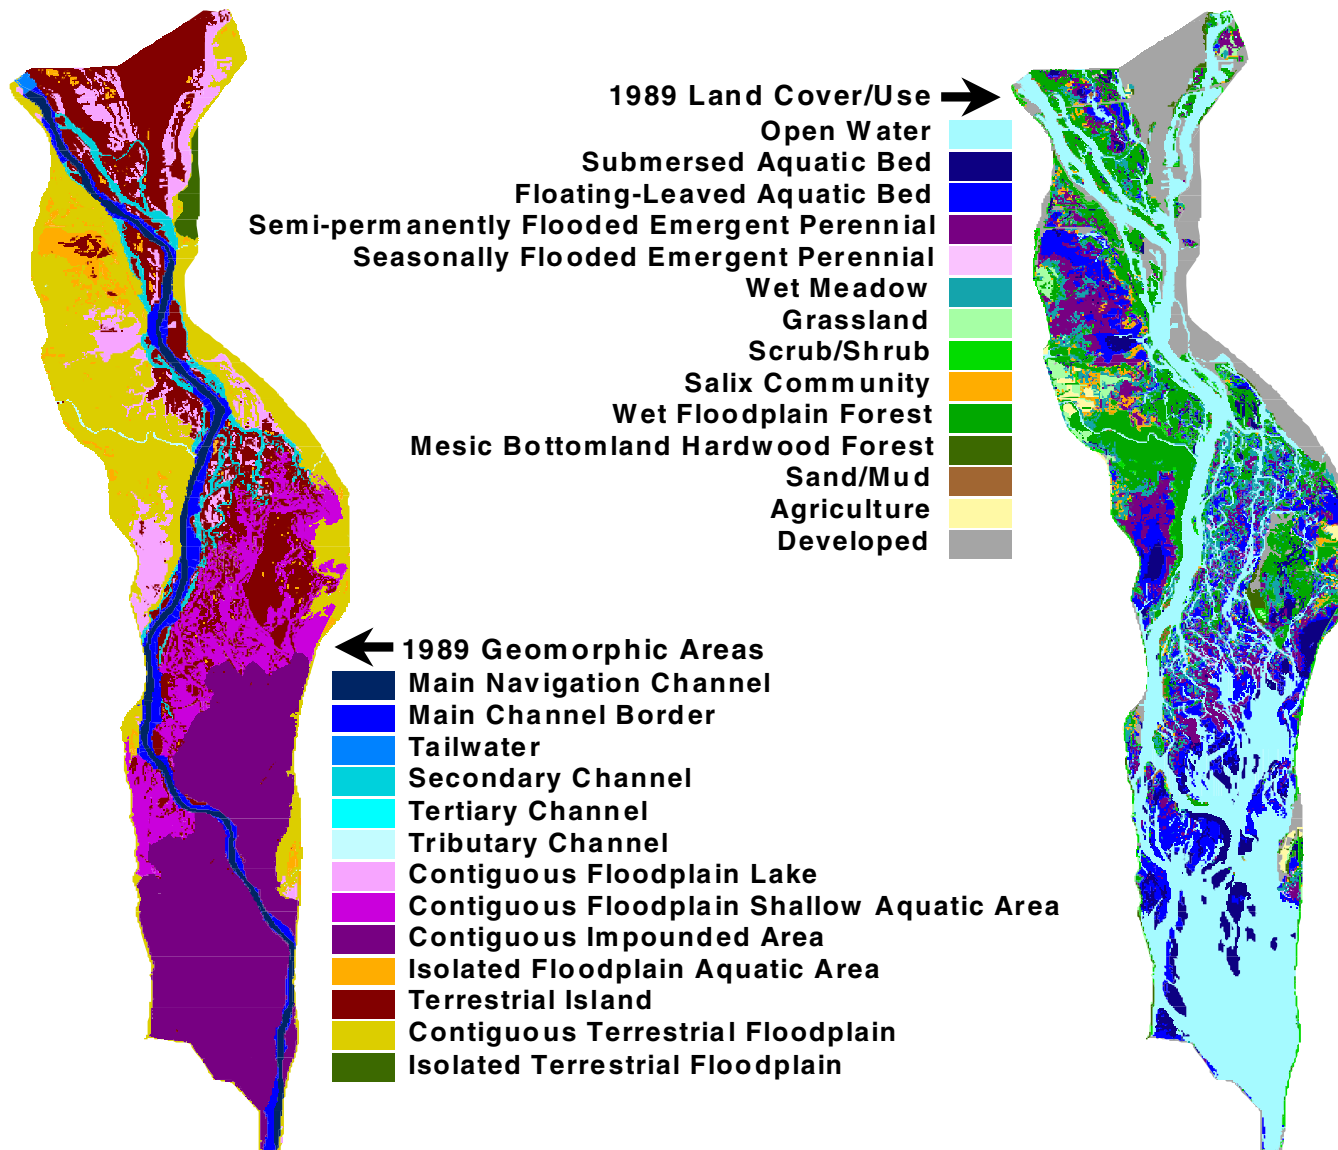 1989 Land Cover/Use
Open Water
Submersed Aquatic Bed
Floating-Leaved Aquatic Bed
Semi-permanently Flooded Emergent Perennial
Seasonally Flooded Emergent Perennial
Wet Meadow
Grassland
Scrub/Shrub
Salix Community
Wet Floodplain Forest
Mesic Bottomland Hardwood Forest
Sand/Mud
Agriculture
Developed
1989 Geomorphic Areas
Main Navigation Channel
Main Channel Border
Tailwater
Secondary Channel
Tertiary Channel
Tributary Channel
Contiguous Floodplain Lake
Contiguous Floodplain Shallow Aquatic Area
Contiguous Impounded Area
Isolated Floodplain Aquatic Area
Terrestrial Island
Contiguous Terrestrial Floodplain
Isolated Terrestrial Floodplain